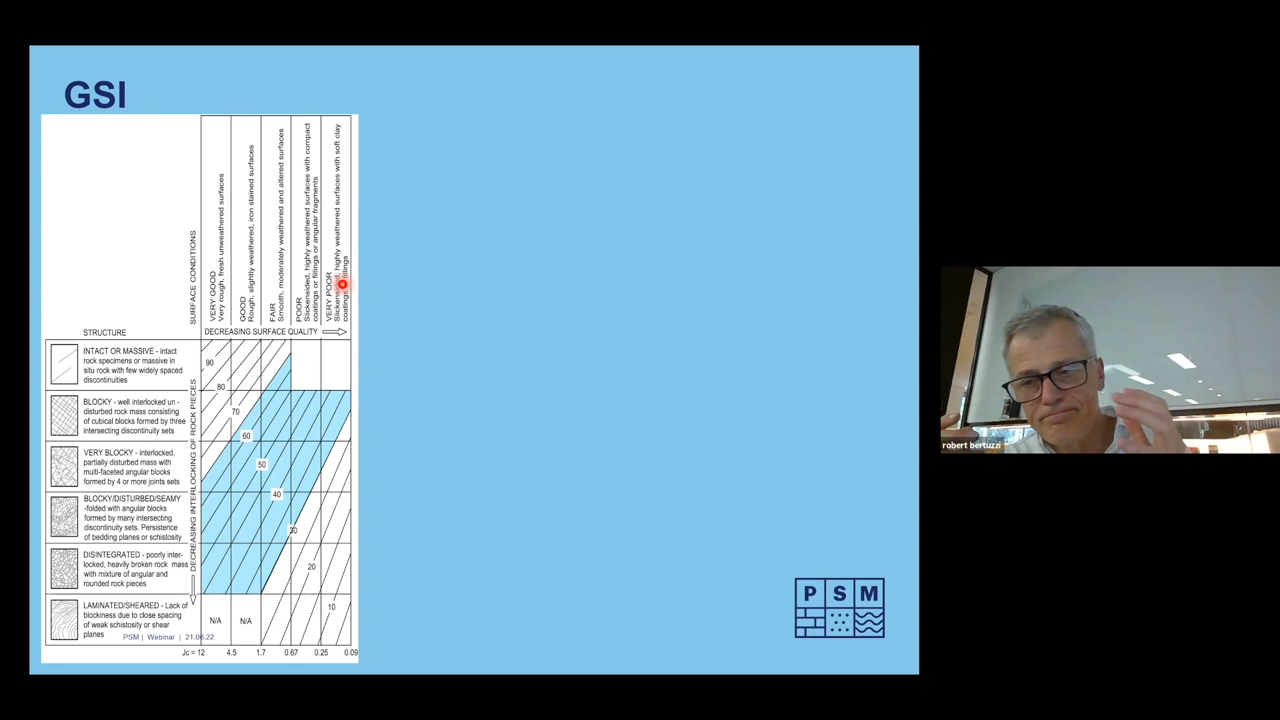 GSI
SURFACE CONDITIONS
VERY GOOD
Very rough, fresh unweathered surfaces
GOOD
Rough, slightly weathered, iron stained surfaces
FAIR
Smooth, moderately weathered and altered surfaces
POOR
Slickensided, highly weathered surfaces with compact
coatings or fillings or angular fragments
VERY POOR
Slickensided, highly weathered surfaces with soft clay
coatings or fillings
STRUCTURE
DECREASING SURFACE QUALITY
DECREASING INTERLOCKING OF ROCK PIECES
INTACT OR MASSIVE - intact
rock specimens or massive in
situ rock with few widely spaced
discontinuities
BLOCKY - well interlocked un -
disturbed rock mass consisting
of cubical blocks formed by three
intersecting discontinuity sets
VERY BLOCKY - interlocked,
partially disturbed mass with
multi-faceted angular blocks
formed by 4 or more joints sets
BLOCKY/DISTURBED/SEAMY
-folded with angular blocks
formed by many intersecting
discontinuity sets. Persistence
of bedding planes or schistosity
DISINTEGRATED - poorly inter-
locked, heavily broken rock mass
with mixture of angular and
rounded rock pieces
LAMINATED/SHEARED - Lack of
blockiness due to close spacing
of weak schistosity or shear
planes
90
80
70
60
50
40
30
20
10
N/A
N/A
PSM | Webinar | 21.06.22
Jc = 12 4.5 1.7 0.67 0.25 0.09
P S M
robert bertuzzi